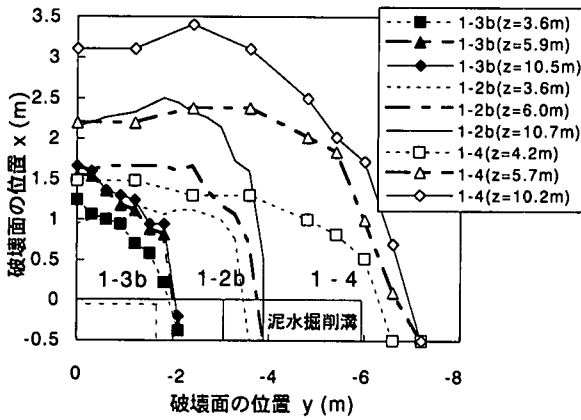 破壊面の位置 x (m)
4
3.5
3
2.5
2
1.5
1
0.5
0
-0.5
1-3b(z=3.6m)
1-3b(z=5.9m)
1-3b(z=10.5m)
1-2b(z=3.6m)
1-2b(z=6.0m)
1-2b(z=10.7m)
1-4(z=4.2m)
1-4(z=5.7m)
1-4(z=10.2m)
1-3b
1-2b
1 - 4
泥水掘削溝
0
-2
-4
-6
-8
破壊面の位置 y (m)